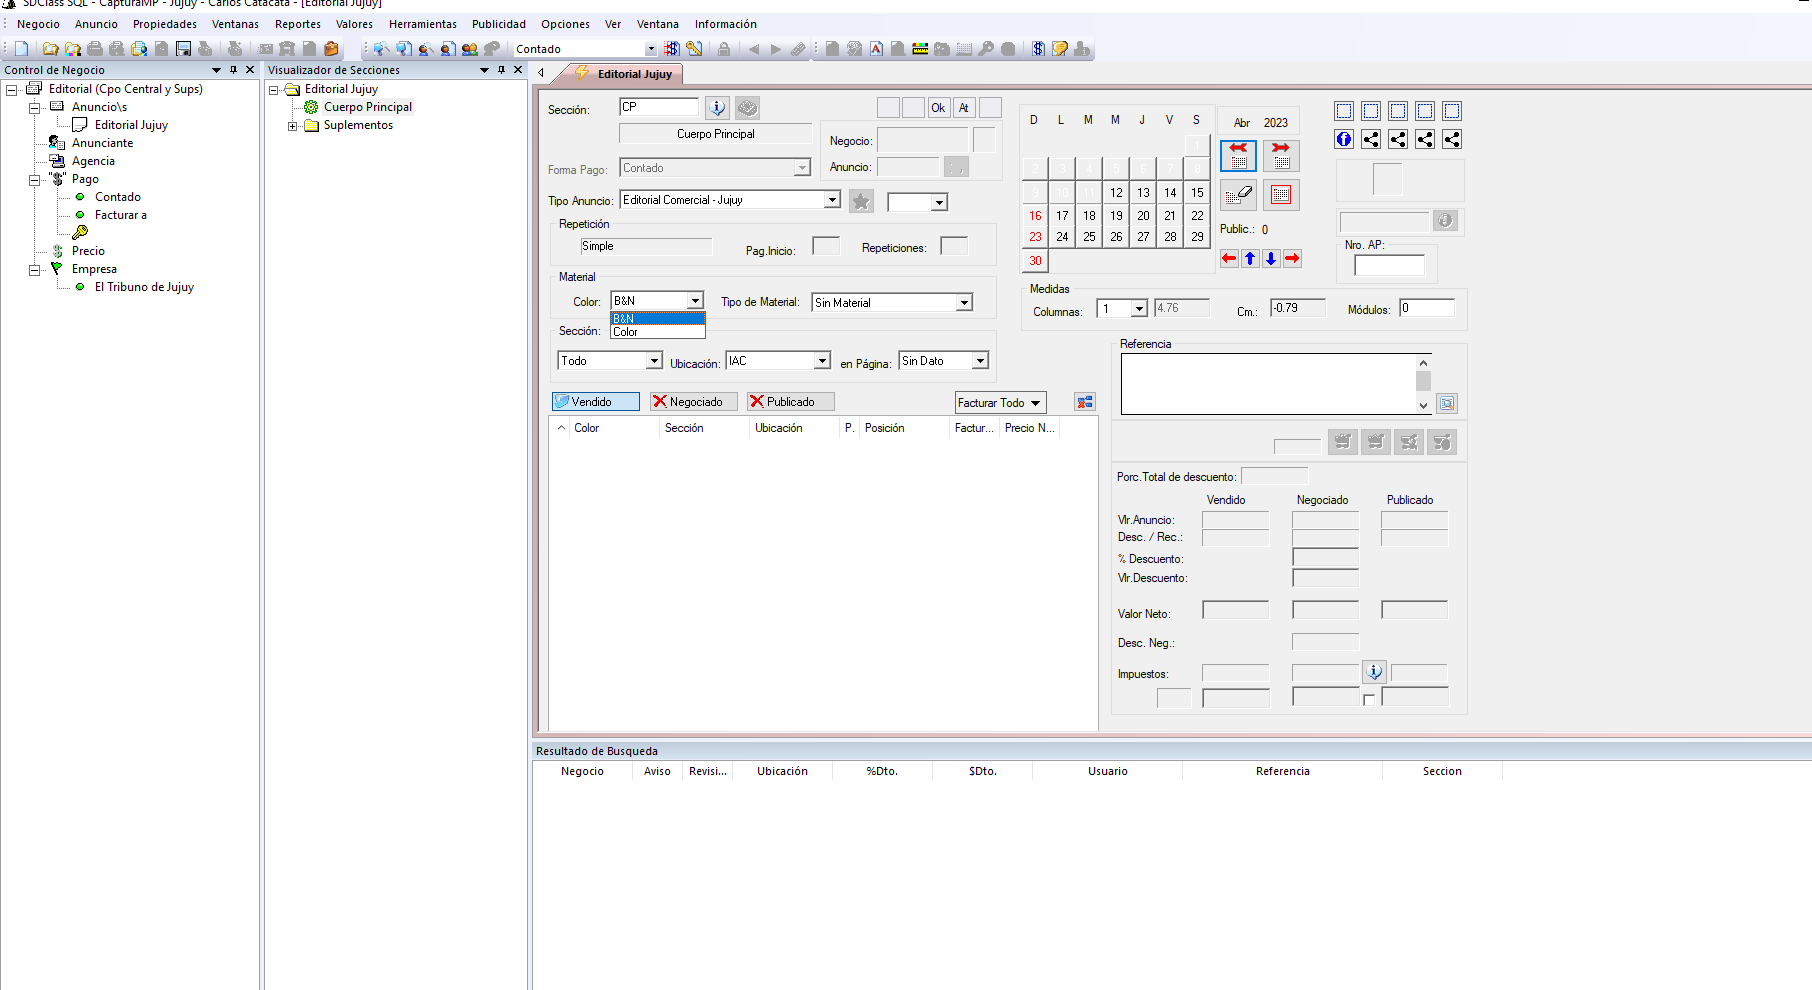 SDClass SQL - CapturaMP - Jujuy - Carlos Catacata - [Editorial Jujuy]
Negocio Anuncio Propiedades Ventanas Reportes Valores Herramientas Publicidad Opciones Ver Ventana Información
Contado
Control de Negocio
Editorial (Cpo Central y Sups)
Anuncio\s
Editorial Jujuy
Anunciante
Agencia
Pago
Contado
Facturar a
Precio
Empresa
El Tribuno de Jujuy
Visualizador de Secciones
Editorial Jujuy
Cuerpo Principal
Suplementos
Editorial Jujuy
Sección: CP
Cuerpo Principal
Forma Pago: Contado
Tipo Anuncio: Editorial Comercial - Jujuy
Ok At
Negocio:
Anuncio:
Repetición
Simple Pag.Inicio: Repeticiones:
Material
Color: B&N Tipo de Material: Sin Material
B&N
Color
Sección:
Todo Ubicación: IAC en Página: Sin Dato
Vendido Negociado Publicado Facturar Todo
Color Sección Ubicación P. Posición Factur... Precio N...
D L M M J V S
1
2 3 4 5 6 7 8
9 10 11 12 13 14 15
16 17 18 19 20 21 22
23 24 25 26 27 28 29
30
Abr 2023
Public.: 0
Nro. AP:
Medidas
Columnas: 1 4.76 Cm.: -0.79 Módulos: 0
Referencia
Porc.Total de descuento:
Vendido Negociado Publicado
Vlr.Anuncio:
Desc. / Rec.:
% Descuento:
Vlr.Descuento:
Valor Neto:
Desc. Neg.:
Impuestos:
Resultado de Busqueda
Negocio Aviso Revisi... Ubicación %Dto. $Dto. Usuario Referencia Seccion